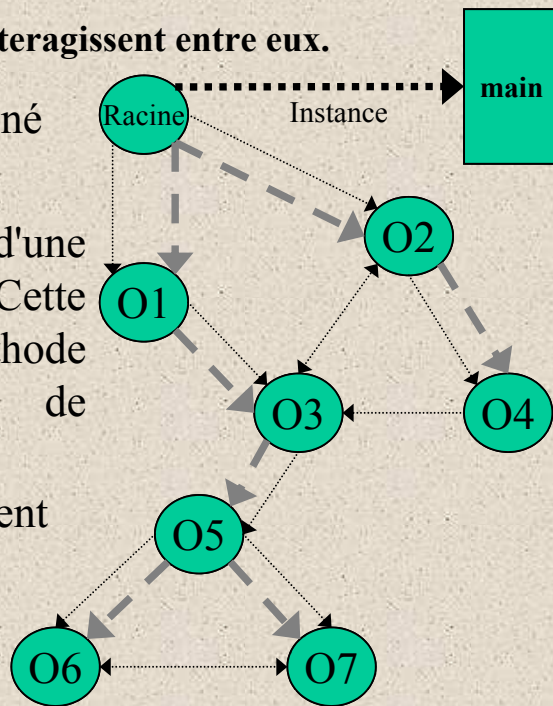 teragissent entre eux.
main
Racine
Instance
né
O2
d'une
O1
Cette
hode
O3
O4
de
ent
O5
O6
O7